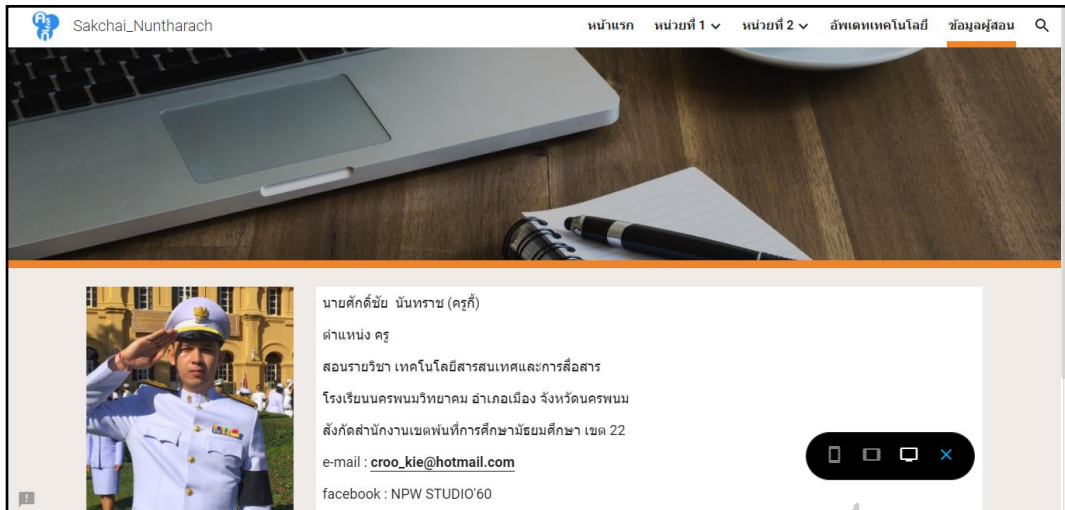 ครูกี้
Sakchai_Nuntharach
หน้าแรก หน่วยที่ 1 หน่วยที่ 2 อัพเดทเทคโนโลยี ข้อมูลผู้สอน
นายศักดิ์ชัย นันทราช (ครูกี้)
ตำแหน่ง ครู
สอนรายวิชา เทคโนโลยีสารสนเทศและการสื่อสาร
โรงเรียนนครพนมวิทยาคม อำเภอเมือง จังหวัดนครพนม
สังกัดสำนักงานเขตพื้นที่การศึกษามัธยมศึกษา เขต 22
e-mail : croo_kie@hotmail.com
facebook : NPW STUDIO'60